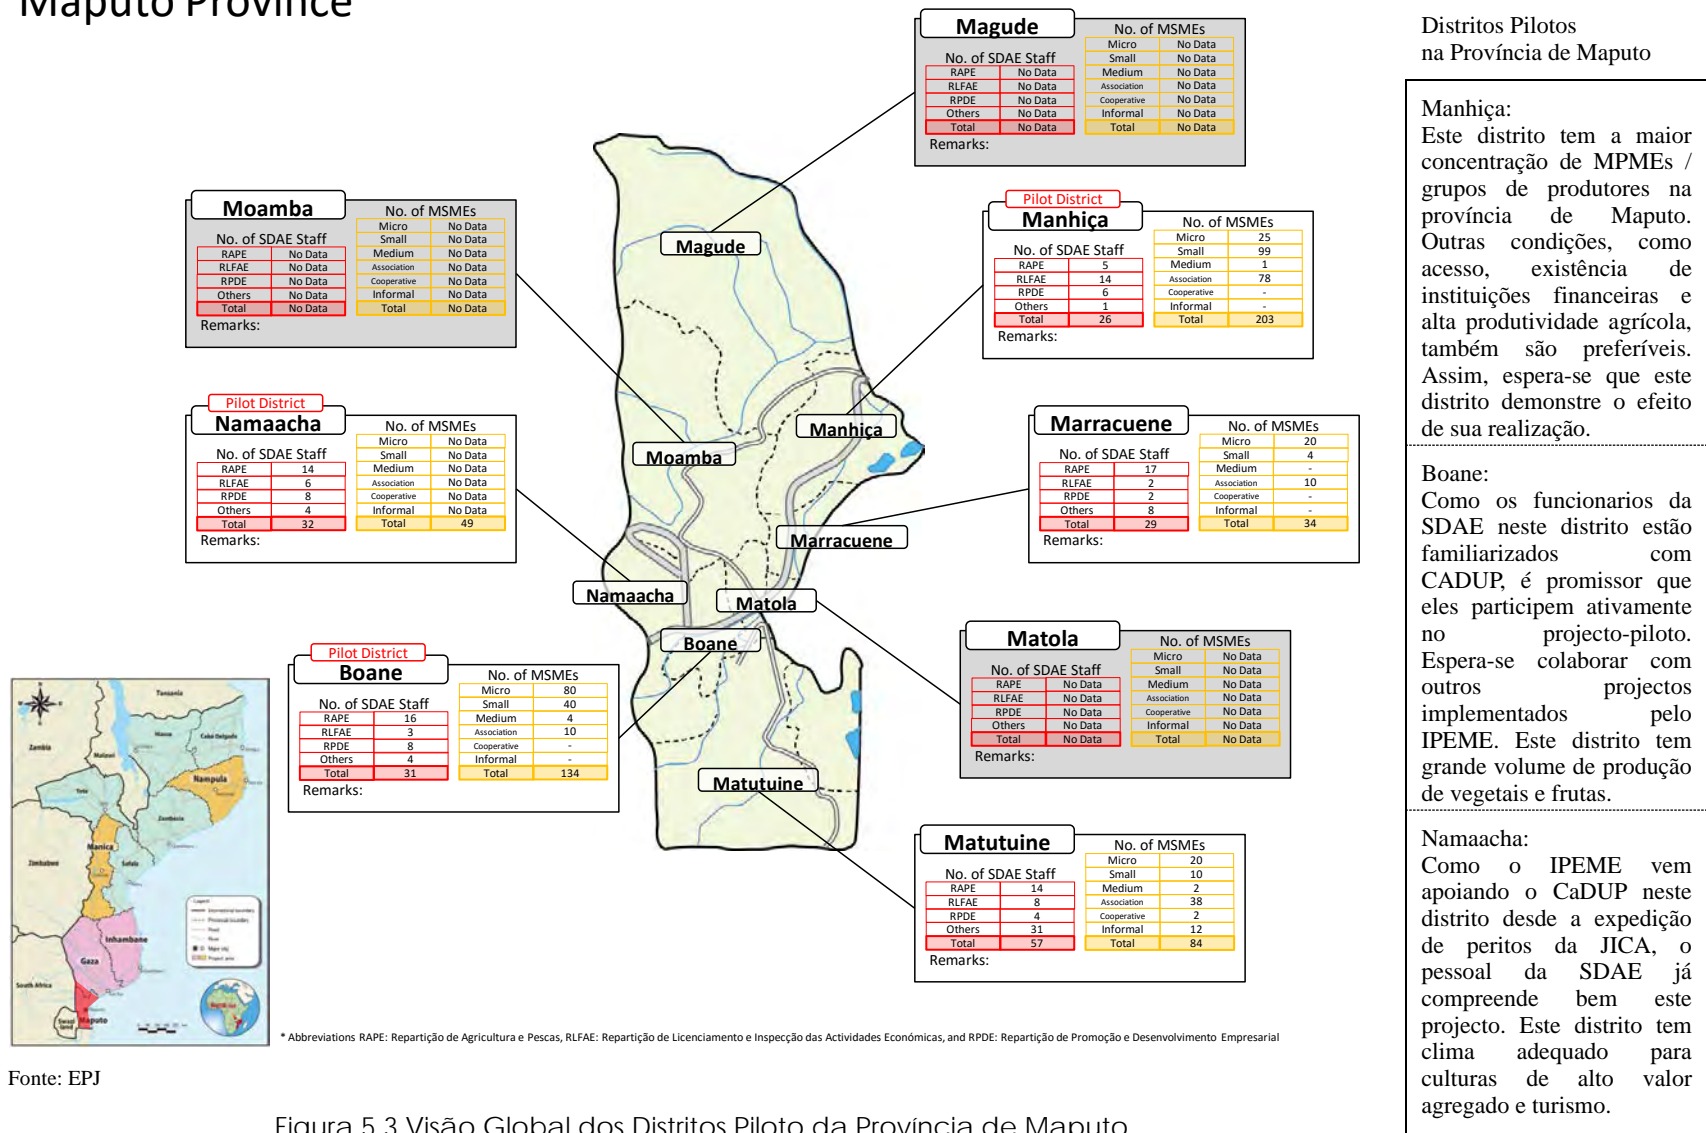 Maputo Province
Magude
No. of SDAE Staff
RAPE No Data
RLFAE No Data
RPDE No Data
Others No Data
Total No Data
Remarks:
No. of MSMEs
Micro No Data
Small No Data
Medium No Data
Association No Data
Cooperative No Data
Informal No Data
Total No Data
Moamba
No. of SDAE Staff
RAPE No Data
RLFAE No Data
RPDE No Data
Others No Data
Total No Data
Remarks:
No. of MSMEs
Micro No Data
Small No Data
Medium No Data
Association No Data
Cooperative No Data
Informal No Data
Total No Data
Pilot District
Manhiça
No. of SDAE Staff
RAPE 5
RLFAE 14
RPDE 6
Others 1
Total 26
Remarks:
No. of MSMEs
Micro 25
Small 99
Medium 1
Association 78
Cooperative -
Informal -
Total 203
Pilot District
Namaacha
No. of SDAE Staff
RAPE 14
RLFAE 6
RPDE 8
Others 4
Total 32
Remarks:
No. of MSMEs
Micro No Data
Small No Data
Medium No Data
Association No Data
Cooperative No Data
Informal No Data
Total 49
Marracuene
No. of SDAE Staff
RAPE 17
RLFAE 2
RPDE 2
Others 8
Total 29
Remarks:
No. of MSMEs
Micro 20
Small 4
Medium -
Association 10
Cooperative -
Informal -
Total 34
Pilot District
Boane
No. of SDAE Staff
RAPE 16
RLFAE 3
RPDE 8
Others 4
Total 31
Remarks:
No. of MSMEs
Micro 80
Small 40
Medium 4
Association 10
Cooperative -
Informal -
Total 134
Matola
No. of SDAE Staff
RAPE No Data
RLFAE No Data
RPDE No Data
Others No Data
Total No Data
Remarks:
No. of MSMEs
Micro No Data
Small No Data
Medium No Data
Association No Data
Cooperative No Data
Informal No Data
Total No Data
Matutuine
No. of SDAE Staff
RAPE 14
RLFAE 8
RPDE 4
Others 31
Total 57
Remarks:
No. of MSMEs
Micro 20
Small 10
Medium 2
Association 38
Cooperative 2
Informal 12
Total 84
Magude
Manhiça
Moamba
Marracuene
Namaacha
Matola
Boane
Matutuine
Tansania
Zambia
Malawi
Niassa
Cabo Delgado
Nampula
Tete
Zambézia
Manica
Sofala
Zimbabwe
Inhambane
Gaza
South Africa
Maputo
Legend
International boundary
Provincial boundary
Road
River
Major city
Project area
* Abbreviations RAPE: Repartição de Agricultura e Pescas, RLFAE: Repartição de Licenciamento e Inspecção das Actividades Económicas, and RPDE: Repartição de Promoção e Desenvolvimento Empresarial
Fonte: EPJ
Figura 5.3 Visão Global dos Distritos Piloto da Província de Maputo
Distritos Pilotos
na Província de Maputo
Manhiça:
Este distrito tem a maior
concentração de MPMEs /
grupos de produtores na
província de Maputo.
Outras condições, como
acesso, existência de
instituições financeiras e
alta produtividade agrícola,
também são preferíveis.
Assim, espera-se que este
distrito demonstre o efeito
de sua realização.
Boane:
Como os funcionarios da
SDAE neste distrito estão
familiarizados com
CADUP, é promissor que
eles participem ativamente
no projecto-piloto.
Espera-se colaborar com
outros projectos
implementados pelo
IPEME. Este distrito tem
grande volume de produção
de vegetais e frutas.
Namaacha:
Como o IPEME vem
apoiando o CaDUP neste
distrito desde a expedição
de peritos da JICA, o
pessoal da SDAE já
compreende bem este
projecto. Este distrito tem
clima adequado para
culturas de alto valor
agregado e turismo.